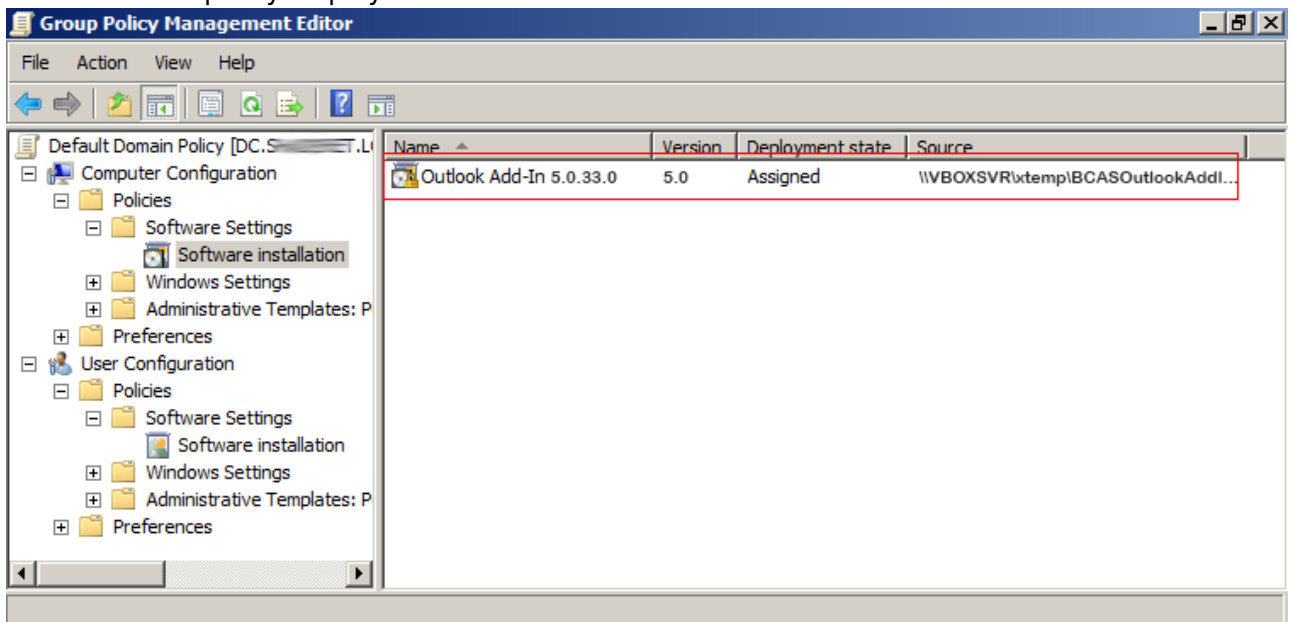 Group Policy Management Editor
File Action View Help
Default Domain Policy [DC.S T.L
Computer Configuration
Policies
Software Settings
Software installation
Windows Settings
Administrative Templates: P
Preferences
User Configuration
Policies
Software Settings
Software installation
Windows Settings
Administrative Templates: P
Preferences
Name Version Deployment state Source
Outlook Add-In 5.0.33.0 5.0 Assigned \\VBOXSVR\xtemp\BCASOutlookAddI...